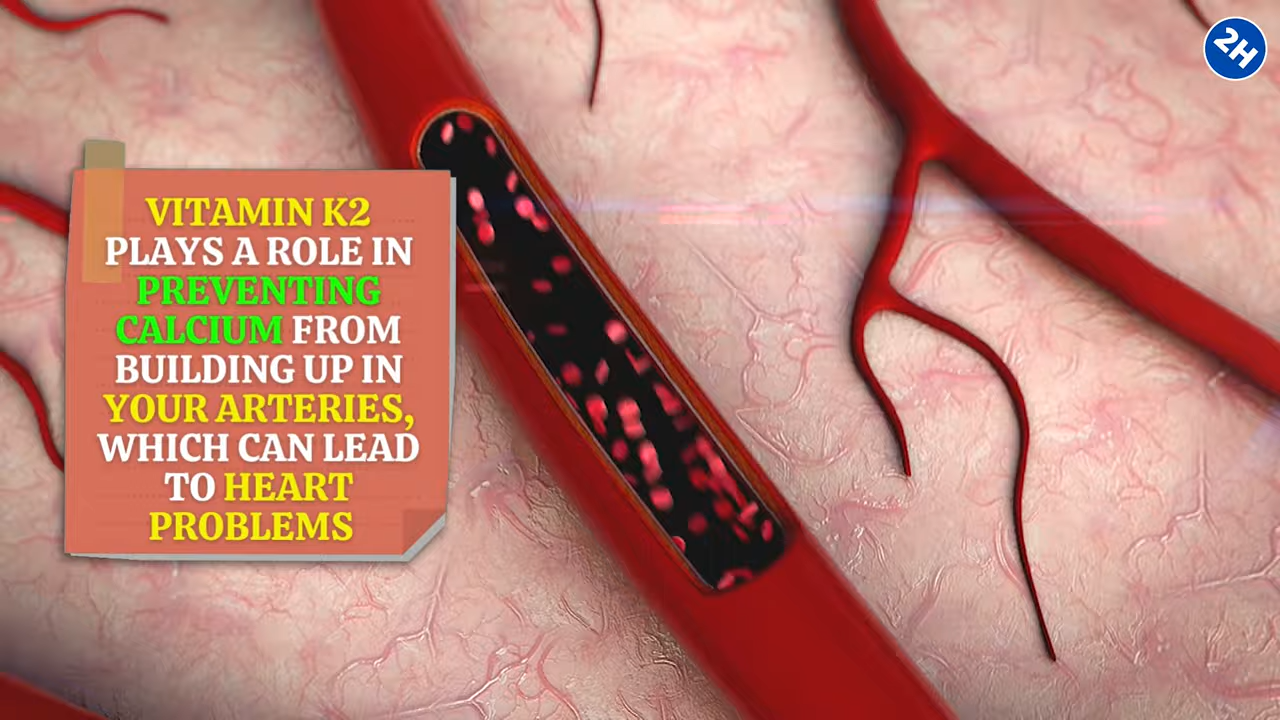 2H
VITAMIN K2
PLAYS A ROLE IN
PREVENTING
CALCIUM FROM
BUILDING UP IN
YOUR ARTERIES,
WHICH CAN LEAD
TO HEART
PROBLEMS